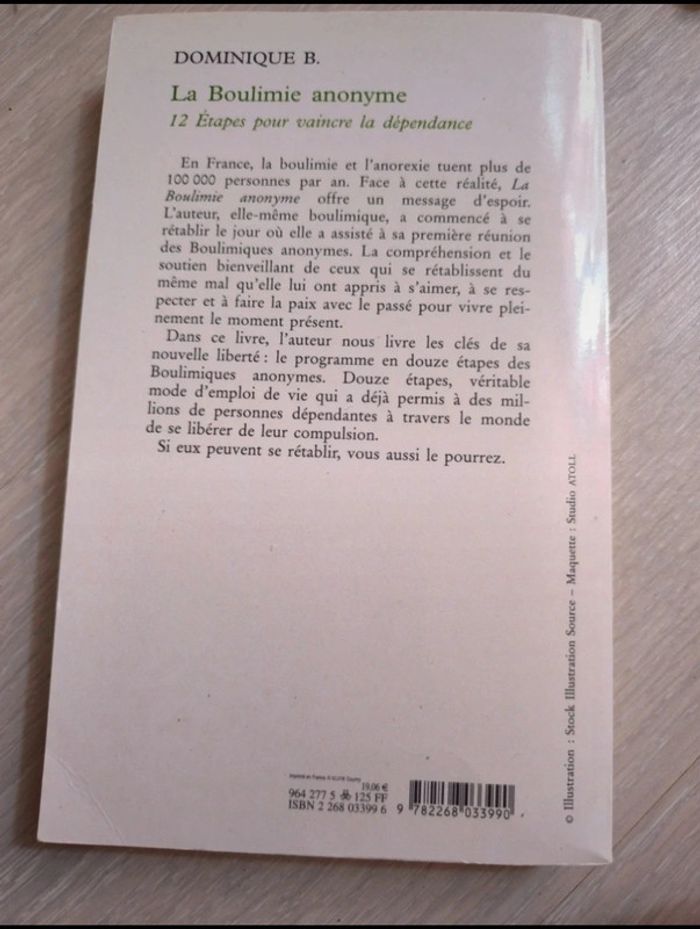 DOMINIQUE B.
La Boulimie anonyme
12 Étapes pour vaincre la dépendance
En France, la boulimie et l'anorexie tuent plus de
100 000 personnes par an. Face à cette réalité, La
Boulimie anonyme offre un message d'espoir.
L'auteur, elle-même boulimique, a commencé à se
rétablir le jour où elle a assisté à sa première réunion
des Boulimiques anonymes. La compréhension et le
soutien bienveillant de ceux qui se rétablissent du
même mal qu'elle lui ont appris à s'aimer, à se res-
pecter et à faire la paix avec le passé pour vivre plei-
nement le moment présent.
Dans ce livre, l'auteur nous livre les clés de sa
nouvelle liberté : le programme en douze étapes des
Boulimiques anonymes. Douze étapes, véritable
mode d'emploi de vie qui a déjà permis à des mil-
lions de personnes dépendantes à travers le monde
de se libérer de leur compulsion.
Si eux peuvent se rétablir, vous aussi le pourrez.
© Illustration : Stock Illustration Source – Maquette : Studio ATOLL
19,06 €
964 277 5 125 FF
ISBN 2 268 03399 6
9 782268 033990